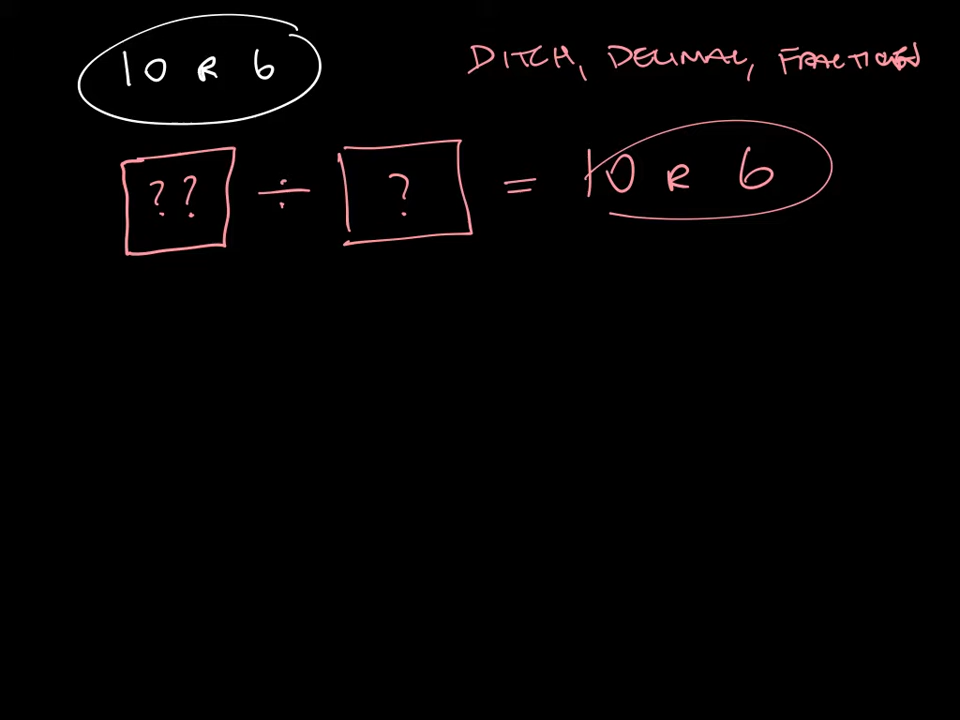 10 R 6
DITCH, DECIMAL, FRACTION
?? ÷ ? = 10 R 6